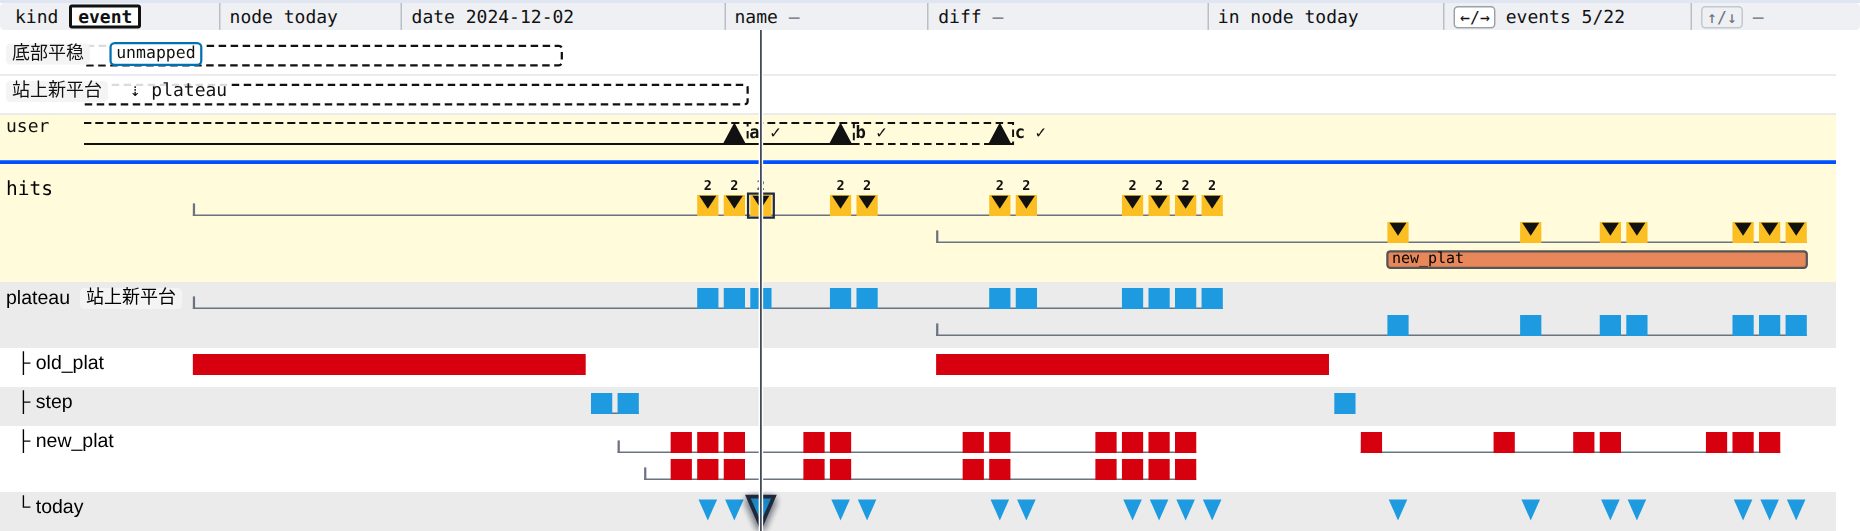 kind event node today date 2024-12-02 name — diff — in node today ←/→ events 5/22 ↑/↓ —
底部平稳 unmapped
站上新平台 ⇣ plateau
user a ✓ b ✓ c ✓
hits 2 2 2 2 2 2 2 2 2 2
new_plat
plateau 站上新平台
├ old_plat
├ step
├ new_plat
└ today